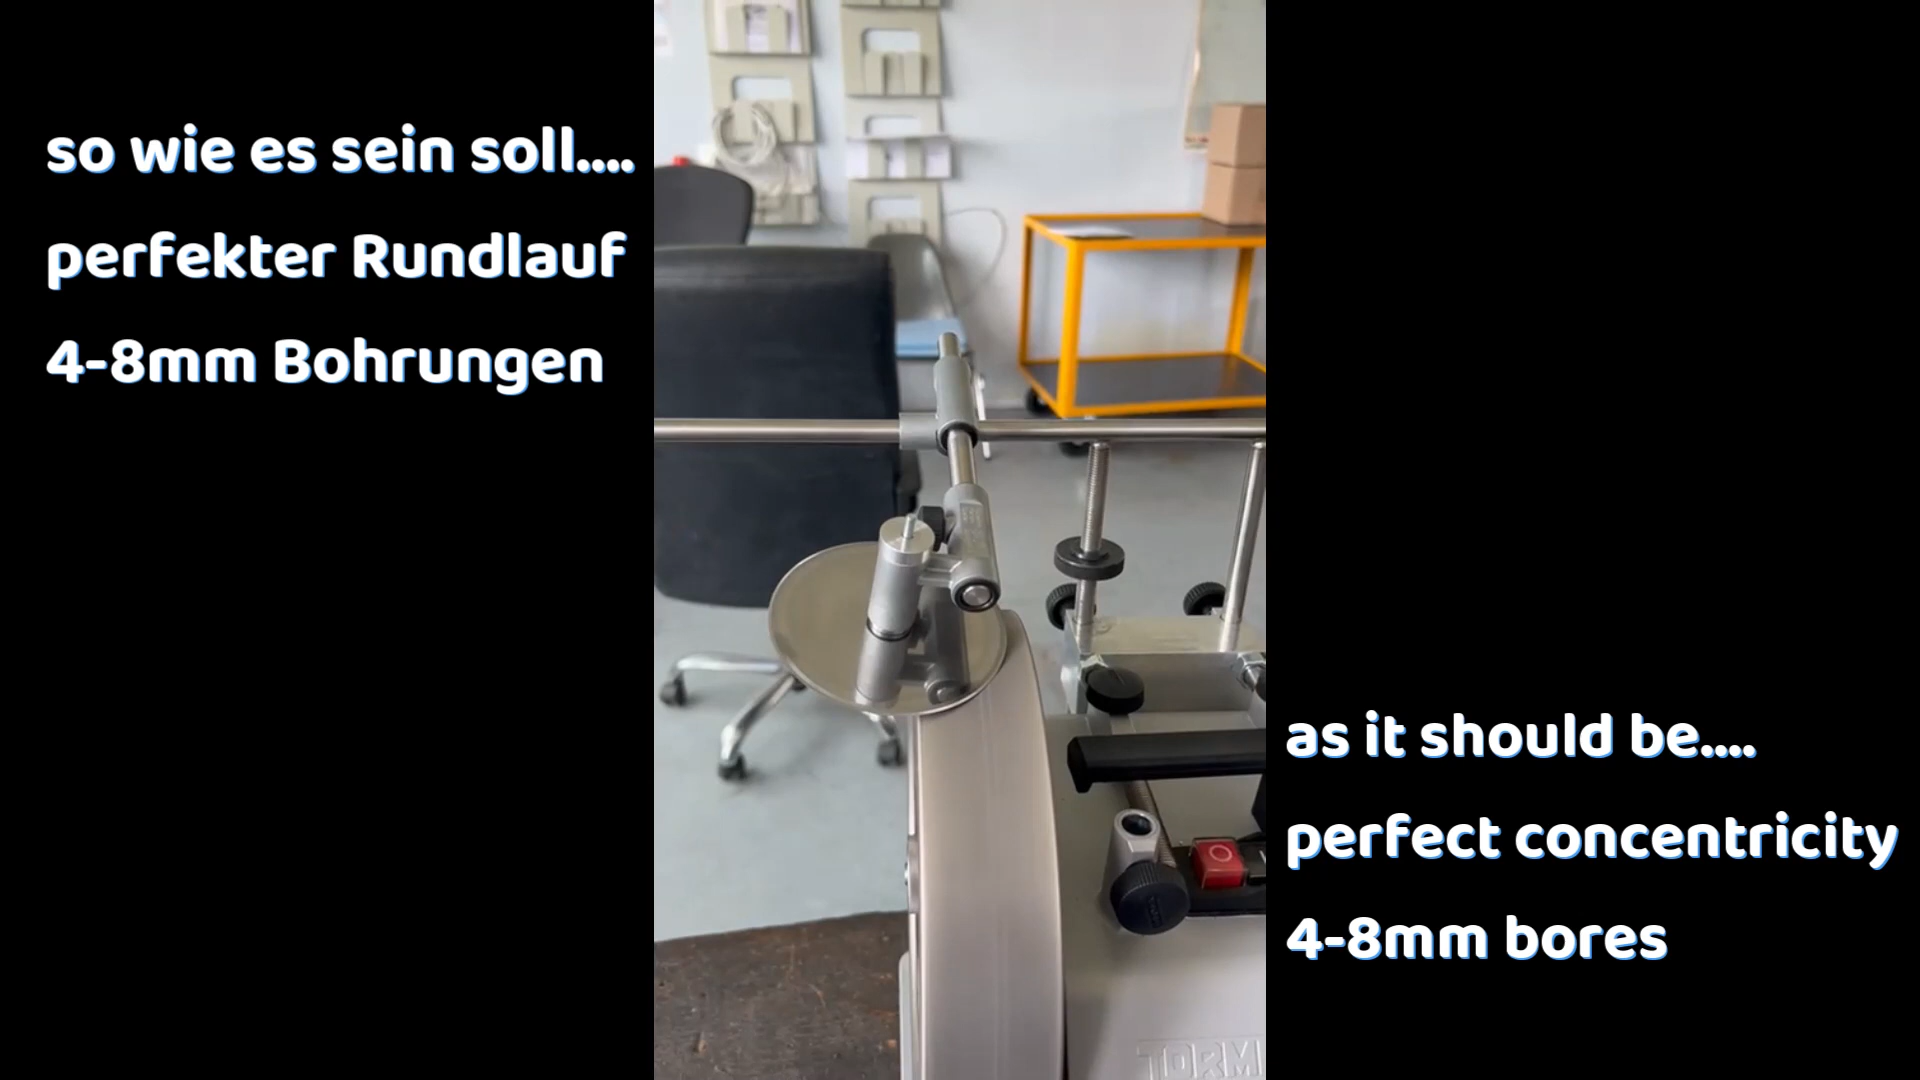 so wie es sein soll....
perfekter Rundlauf
4-8mm Bohrungen
as it should be....
perfect concentricity
4-8mm bores
TORM